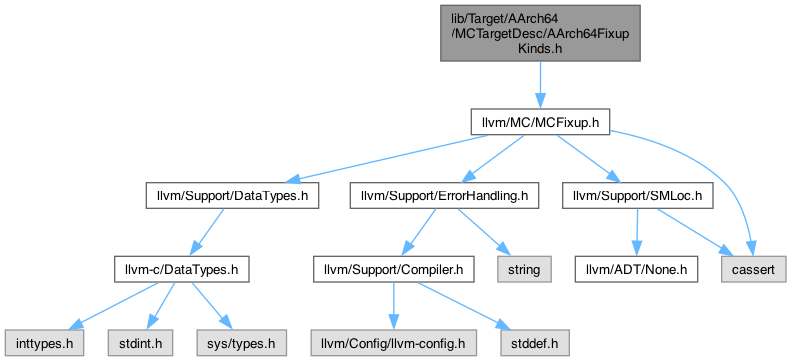 lib/Target/AArch64
/MCTargetDesc/AArch64Fixup
Kinds.h
llvm/MC/MCFixup.h
llvm/Support/DataTypes.h
llvm/Support/ErrorHandling.h
llvm/Support/SMLoc.h
llvm-c/DataTypes.h
llvm/Support/Compiler.h
string
llvm/ADT/None.h
cassert
inttypes.h
stdint.h
sys/types.h
llvm/Config/llvm-config.h
stddef.h